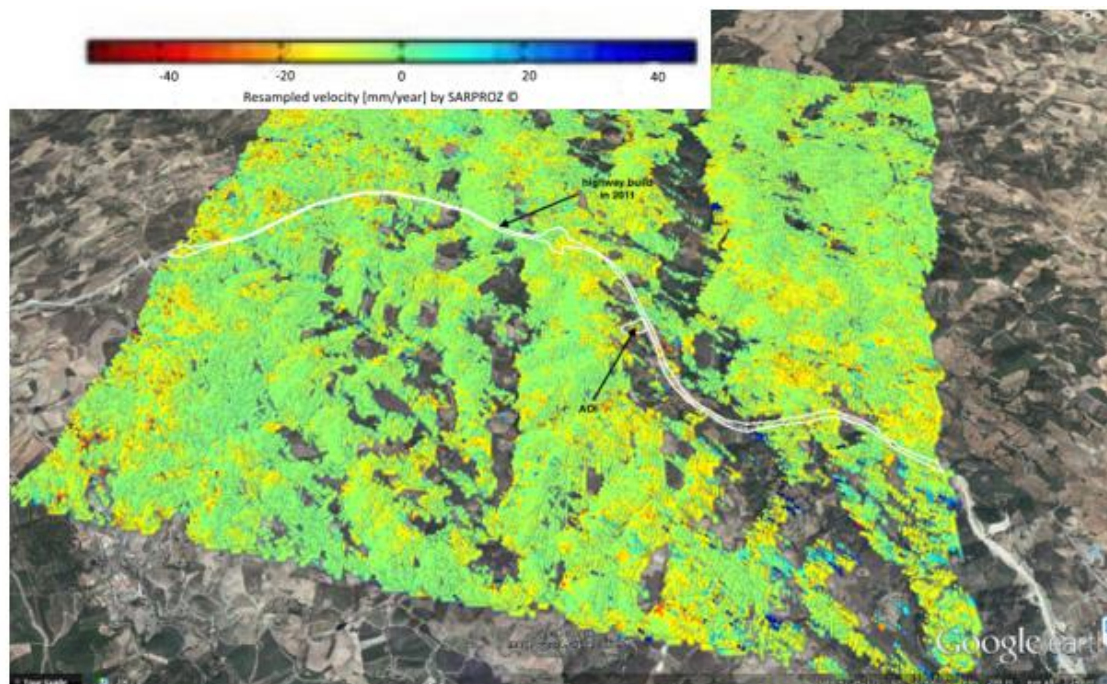 -40 -20 0 20 40
Resampled velocity [mm/year] by SARPROZ ©
highway build
in 2011
AOI
Google earth